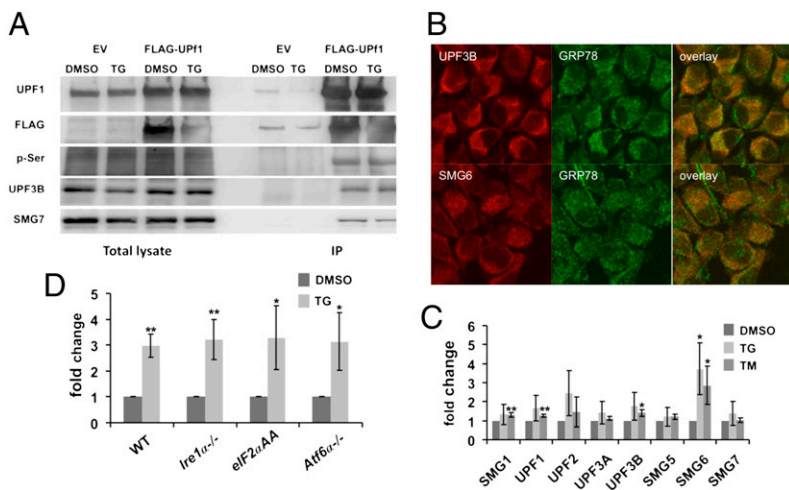 A
EV FLAG-UPf1 EV FLAG-UPf1
DMSO TG DMSO TG DMSO TG DMSO TG
UPF1
FLAG
p-Ser
UPF3B
SMG7
Total lysate IP
B
UPF3B GRP78 overlay
SMG6 GRP78 overlay
D
DMSO
TG
fold change
5
4
3
2
1
0
** ** * *
WT Ire1α-/- eIF2αAA Atf6α-/-
C
DMSO
TG
TM
fold change
6
5
4
3
2
1
0
** ** * * *
SMG1 UPF1 UPF2 UPF3A UPF3B SMG5 SMG6 SMG7